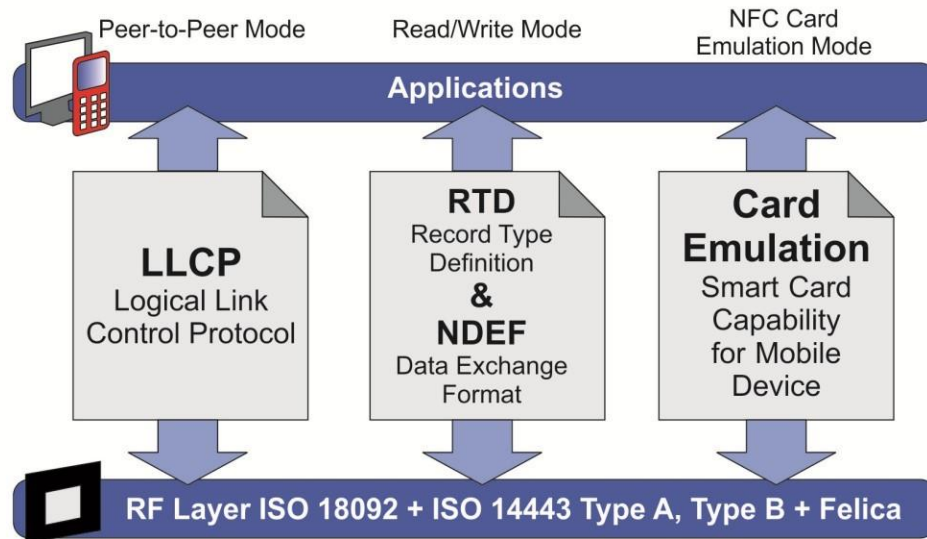 Peer-to-Peer Mode
Read/Write Mode
NFC Card
Emulation Mode
Applications
LLCP
Logical Link
Control Protocol
RTD
Record Type
Definition
&
NDEF
Data Exchange
Format
Card
Emulation
Smart Card
Capability
for Mobile
Device
RF Layer ISO 18092 + ISO 14443 Type A, Type B + Felica